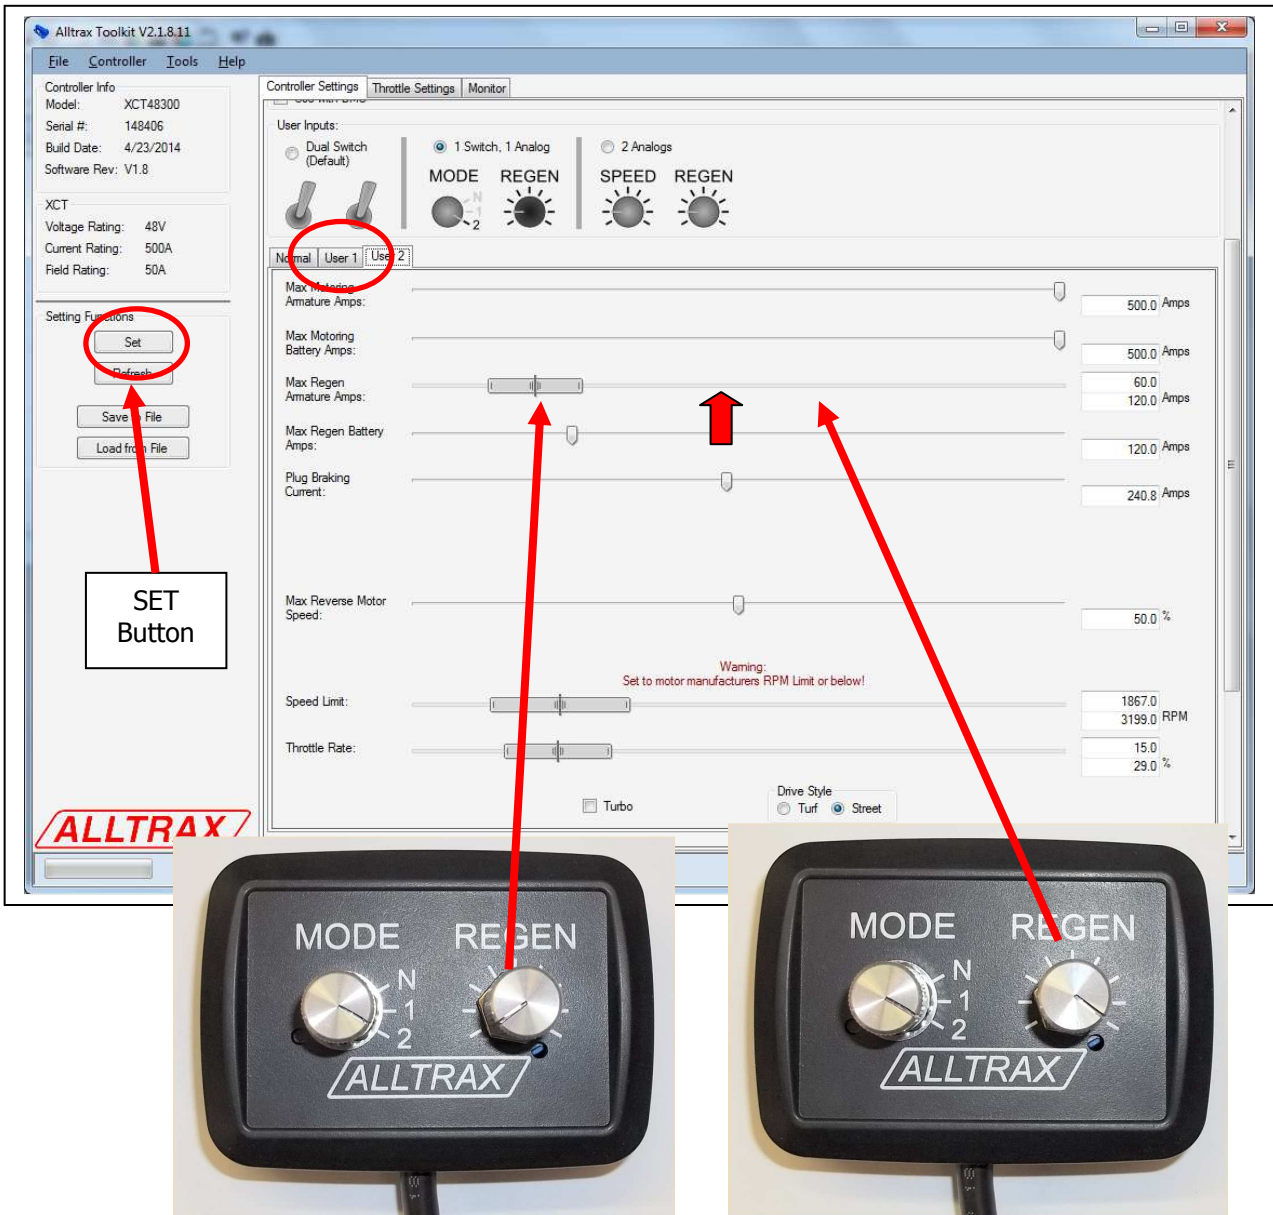 Alltrax Toolkit V2.1.8.11
File Controller Tools Help
Controller Info
Model: XCT48300
Serial #: 148406
Build Date: 4/23/2014
Software Rev: V1.8
XCT
Voltage Rating: 48V
Current Rating: 500A
Field Rating: 50A
Setting Functions
Set
Refresh
Save to File
Load from File
SET
Button
ALLTRAX
Controller Settings Throttle Settings Monitor
User Inputs:
Dual Switch
(Default)
1 Switch, 1 Analog
2 Analogs
MODE REGEN
N
1
2
SPEED REGEN
Normal User 1 User 2
Max Motoring
Armature Amps:
500.0 Amps
Max Motoring
Battery Amps:
500.0 Amps
Max Regen
Armature Amps:
60.0
120.0 Amps
Max Regen Battery
Amps:
120.0 Amps
Plug Braking
Current:
240.8 Amps
Max Reverse Motor
Speed:
50.0 %
Warning:
Set to motor manufacturers RPM Limit or below!
Speed Limit:
1867.0
3199.0 RPM
Throttle Rate:
15.0
29.0 %
Turbo
Drive Style
Turf Street
MODE REGEN
N
1
2
ALLTRAX
MODE REGEN
N
1
2
ALLTRAX